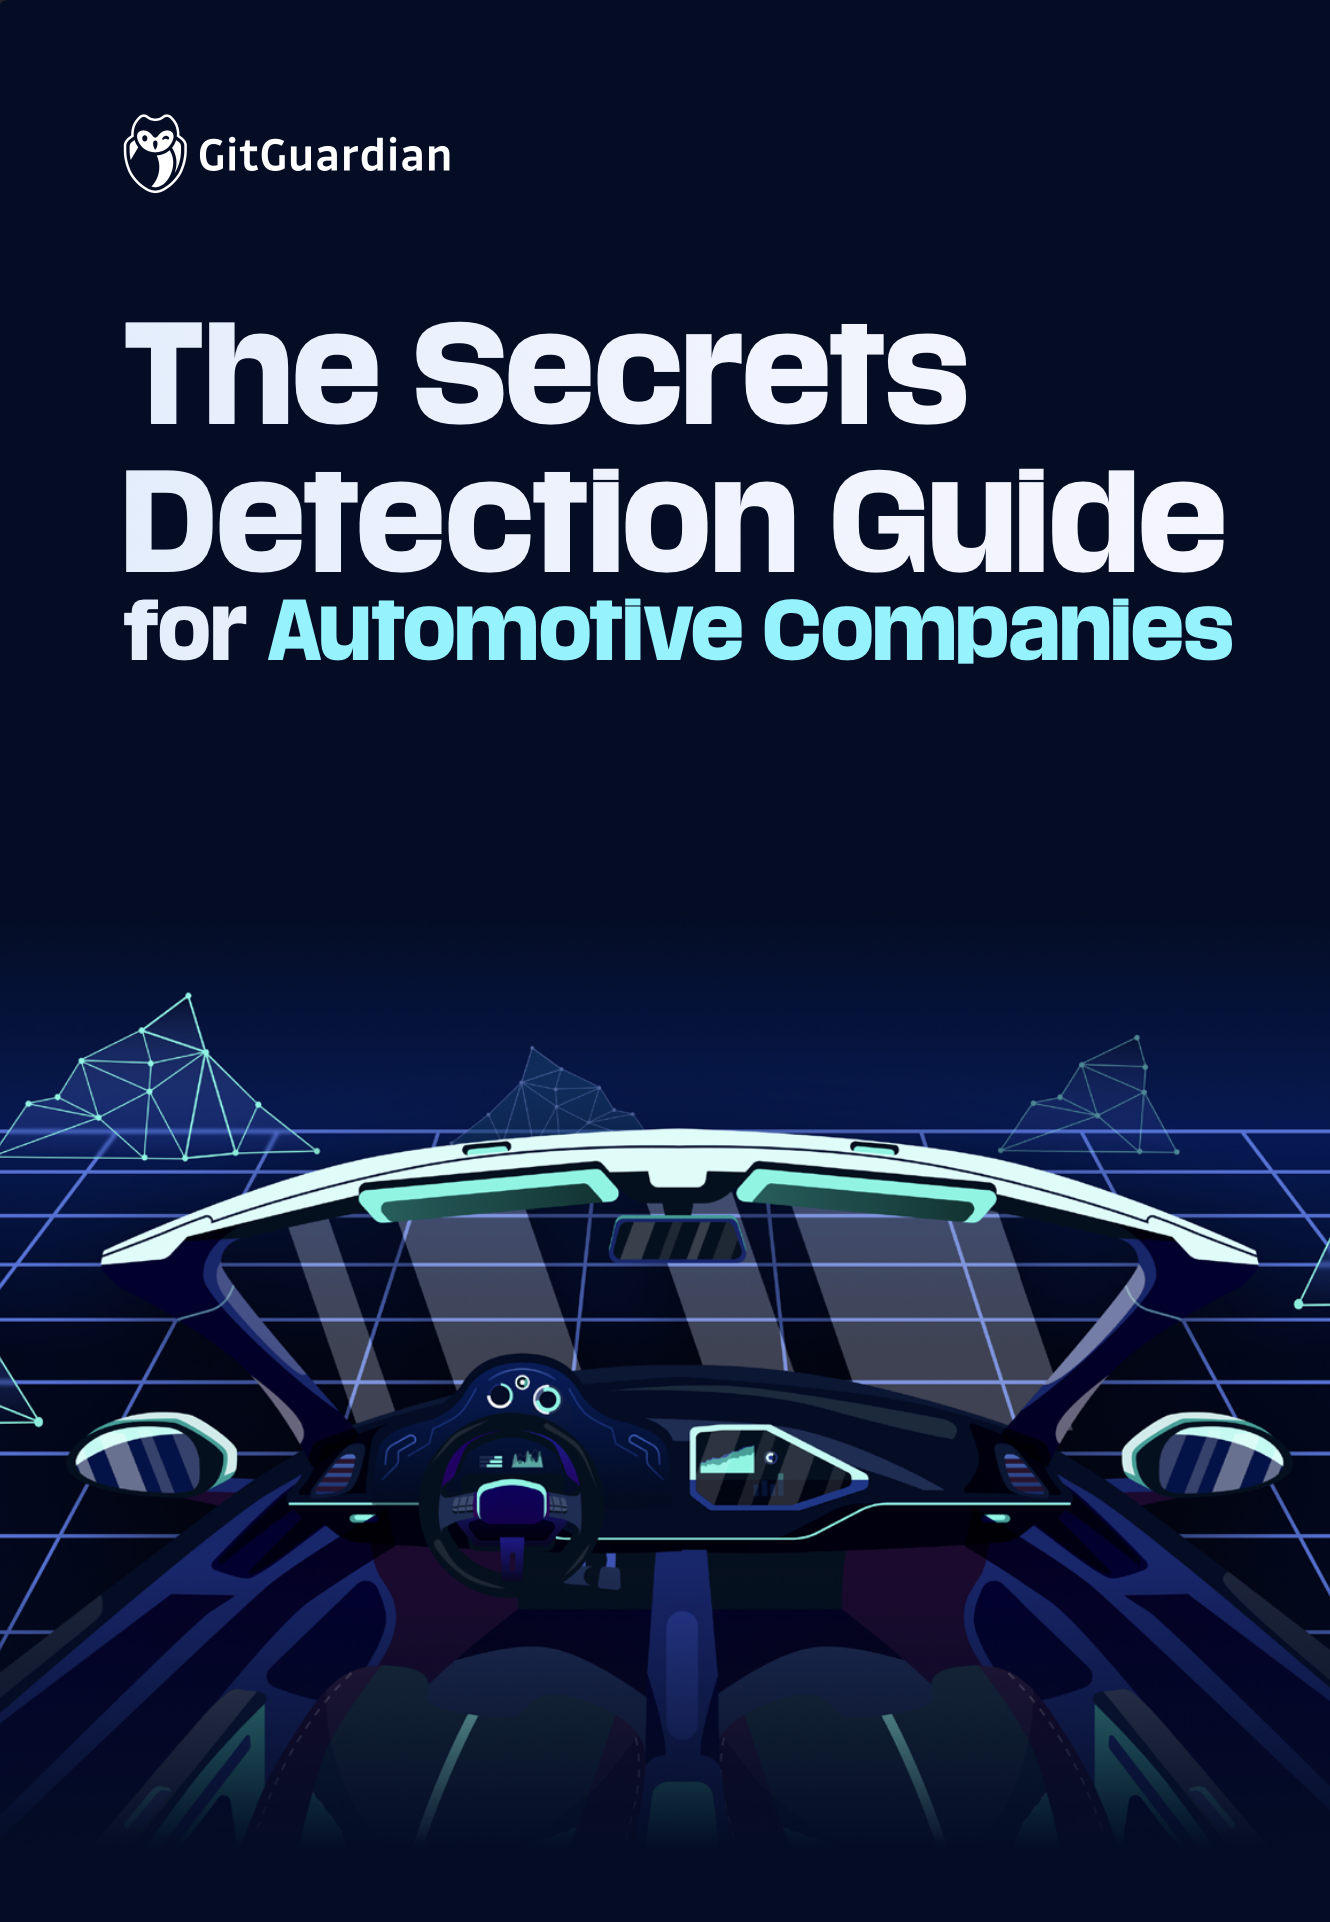 GitGuardian
The Secrets
Detection Guide
for Automotive Companies